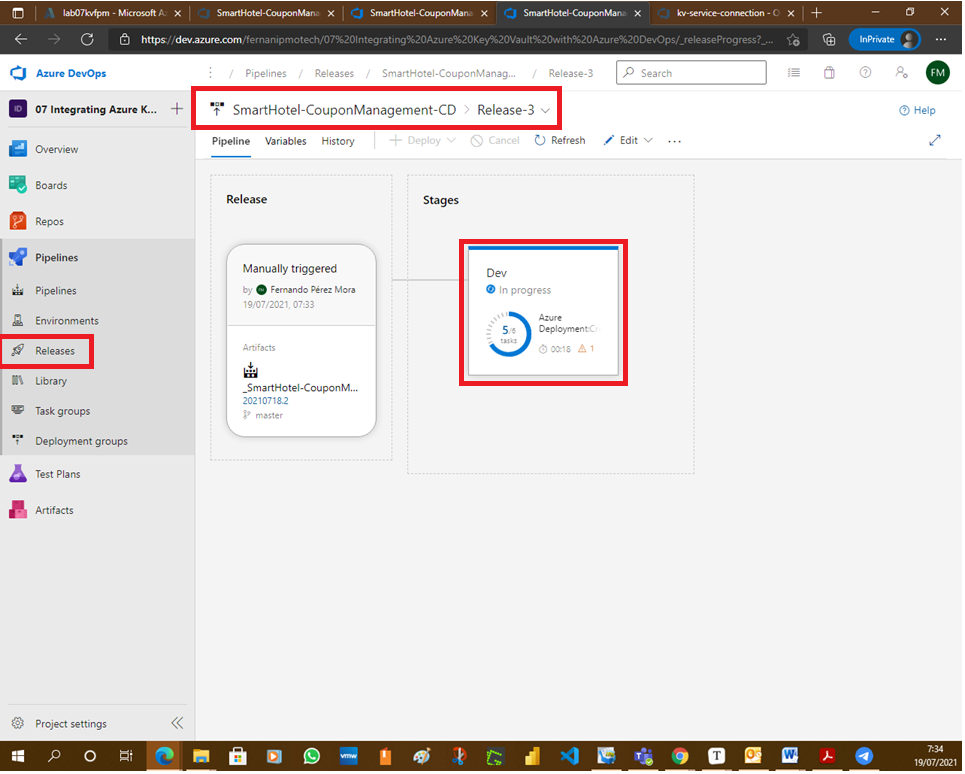 lab07kvfpm - Microsoft Az
SmartHotel-CouponMana
SmartHotel-CouponMana
SmartHotel-CouponMana
kv-service-connection - O
https://dev.azure.com/fernanipmotech/07%20Integrating%20Azure%20Key%20Vault%20with%20Azure%20DevOps/_releaseProgress?_...
InPrivate
Azure DevOps
/ Pipelines / Releases / SmartHotel-CouponManag... / Release-3
Search
FM
ID
07 Integrating Azure K...
SmartHotel-CouponManagement-CD > Release-3
Help
Pipeline
Variables
History
Deploy
Cancel
Refresh
Edit
...
Overview
Boards
Repos
Pipelines
Pipelines
Environments
Releases
Library
Task groups
Deployment groups
Test Plans
Artifacts
Project settings
Release
Manually triggered
by FM Fernando Pérez Mora
19/07/2021, 07:33
Artifacts
_SmartHotel-CouponM...
20210718.2
master
Stages
Dev
In progress
5/6
tasks
Azure
Deployment:Cr
00:18
1
vmw
T
W
7:34
19/07/2021